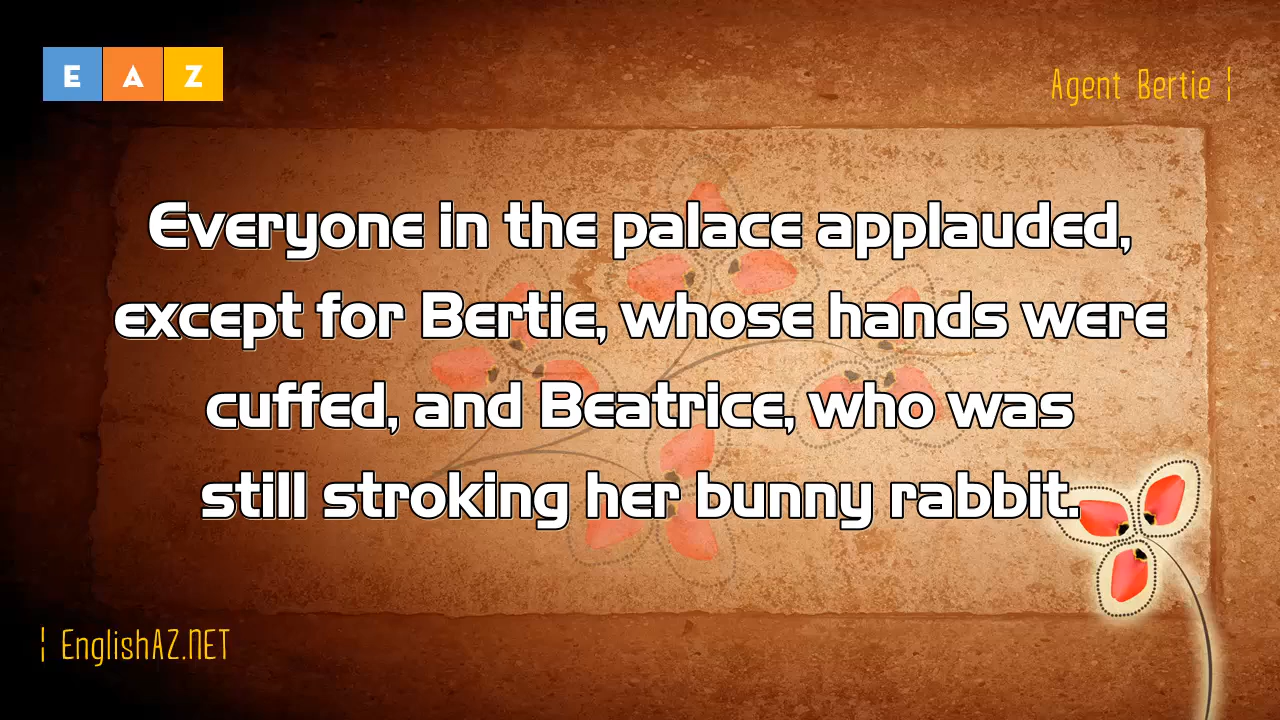 E A Z
Agent Bertie ¦
Everyone in the palace applauded,
except for Bertie, whose hands were
cuffed, and Beatrice, who was
still stroking her bunny rabbit.
¦ EnglishAZ.NET